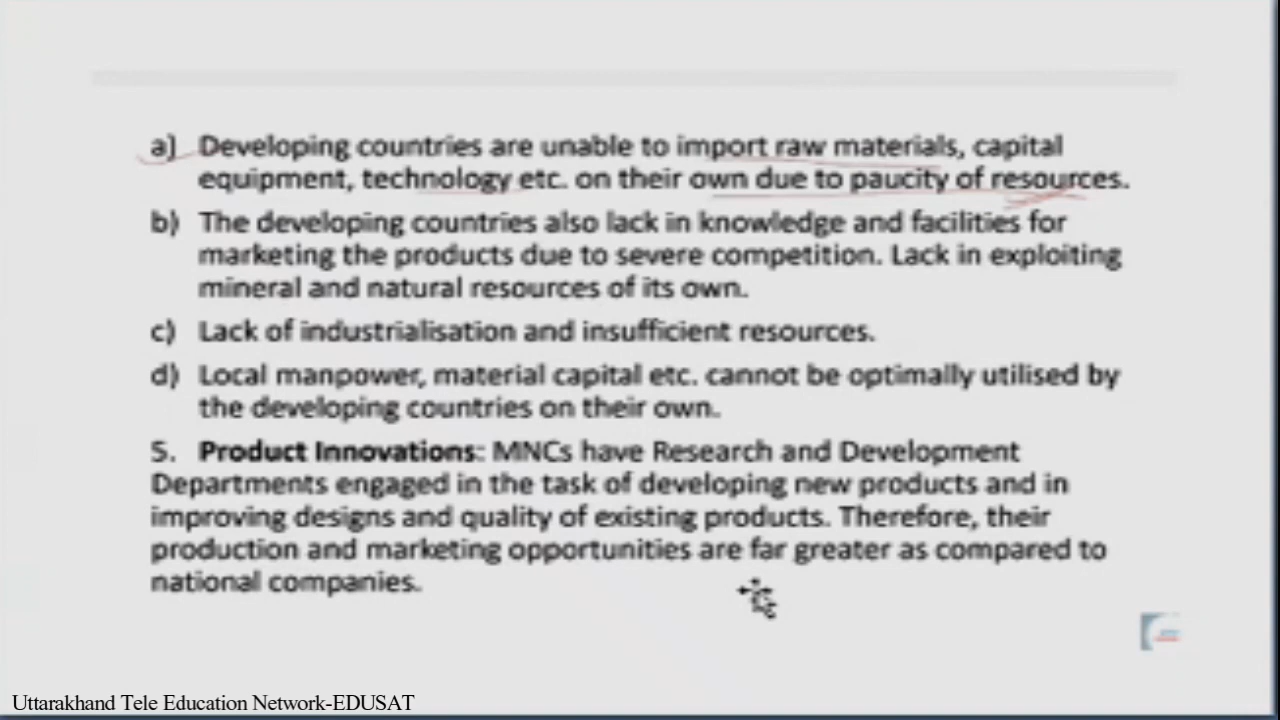 a) Developing countries are unable to import raw materials, capital
equipment, technology etc. on their own due to paucity of resources.
b) The developing countries also lack in knowledge and facilities for
marketing the products due to severe competition. Lack in exploiting
mineral and natural resources of its own.
c) Lack of industrialisation and insufficient resources.
d) Local manpower, material capital etc. cannot be optimally utilised by
the developing countries on their own.
5. Product Innovations: MNCs have Research and Development
Departments engaged in the task of developing new products and in
improving designs and quality of existing products. Therefore, their
production and marketing opportunities are far greater as compared to
national companies.
Uttarakhand Tele Education Network-EDUSAT